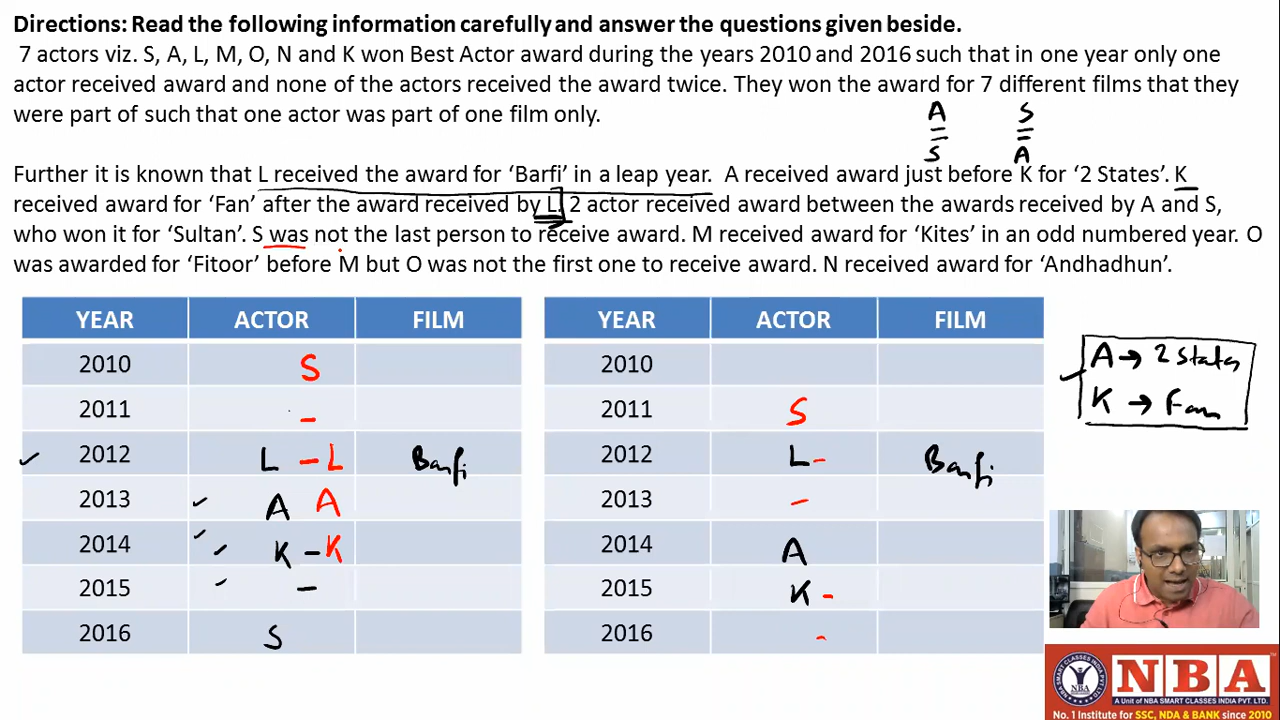 Directions: Read the following information carefully and answer the questions given beside.
7 actors viz. S, A, L, M, O, N and K won Best Actor award during the years 2010 and 2016 such that in one year only one
actor received award and none of the actors received the award twice. They won the award for 7 different films that they
were part of such that one actor was part of one film only.
A S
S A
Further it is known that L received the award for ‘Barfi’ in a leap year. A received award just before K for ‘2 States’. K
received award for ‘Fan’ after the award received by L. 2 actor received award between the awards received by A and S,
who won it for ‘Sultan’. S was not the last person to receive award. M received award for ‘Kites’ in an odd numbered year. O
was awarded for ‘Fitoor’ before M but O was not the first one to receive award. N received award for ‘Andhadhun’.
YEAR ACTOR FILM
2010 S
2011 -
2012 L - L Barfi
2013 A A
2014 K - K
2015 -
2016 S
YEAR ACTOR FILM
2010
2011 S
2012 L - Barfi
2013 -
2014 A
2015 K -
2016 -
A → 2 States
K → Fan
NBA
SMART CLASSES
NBA
A Unit of NBA SMART CLASSES INDIA PVT. LTD.
No. 1 Institute for SSC, NDA & BANK since 2010